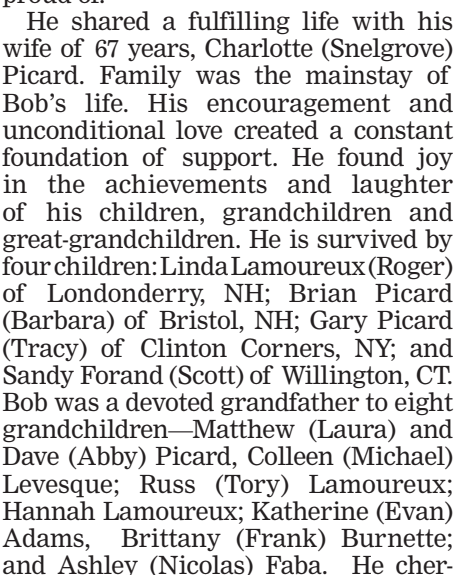 proud of.
He shared a fulfilling life with his
wife of 67 years, Charlotte (Snelgrove)
Picard. Family was the mainstay of
Bob's life. His encouragement and
unconditional love created a constant
foundation of support. He found joy
in the achievements and laughter
of his children, grandchildren and
great-grandchildren. He is survived by
four children: Linda Lamoureux (Roger)
of Londonderry, NH; Brian Picard
(Barbara) of Bristol, NH; Gary Picard
(Tracy) of Clinton Corners, NY; and
Sandy Forand (Scott) of Willington, CT.
Bob was a devoted grandfather to eight
grandchildren—Matthew (Laura) and
Dave (Abby) Picard, Colleen (Michael)
Levesque; Russ (Tory) Lamoureux;
Hannah Lamoureux; Katherine (Evan)
Adams, Brittany (Frank) Burnette;
and Ashley (Nicolas) Faba. He cher-